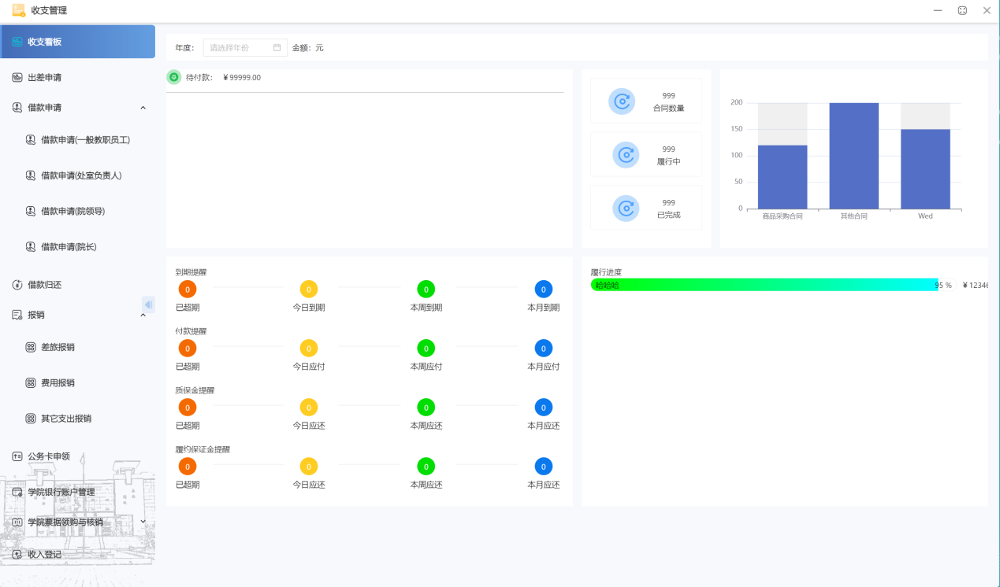 收支管理
收支看板
出差申请
借款申请
借款申请(一般教职员工)
借款申请(处室负责人)
借款申请(院领导)
借款申请(院长)
借款归还
报销
差旅报销
费用报销
其它支出报销
公务卡申领
学院银行账户管理
学院票据领购与核销
收入登记
年度： 请选择年份 金额：元
待付款： ￥99999.00
999
合同数量
999
履行中
999
已完成
200
150
100
50
0
商品采购合同 其他合同 Wed
到期提醒
0 0 0 0
已超期 今日到期 本周到期 本月到期
付款提醒
0 0 0 0
已超期 今日应付 本周应付 本月应付
质保金提醒
0 0 0 0
已超期 今日应还 本周应还 本月应还
履约保证金提醒
0 0 0 0
已超期 今日应还 本周应还 本月应还
履行进度
哈哈哈 95 % ￥1234